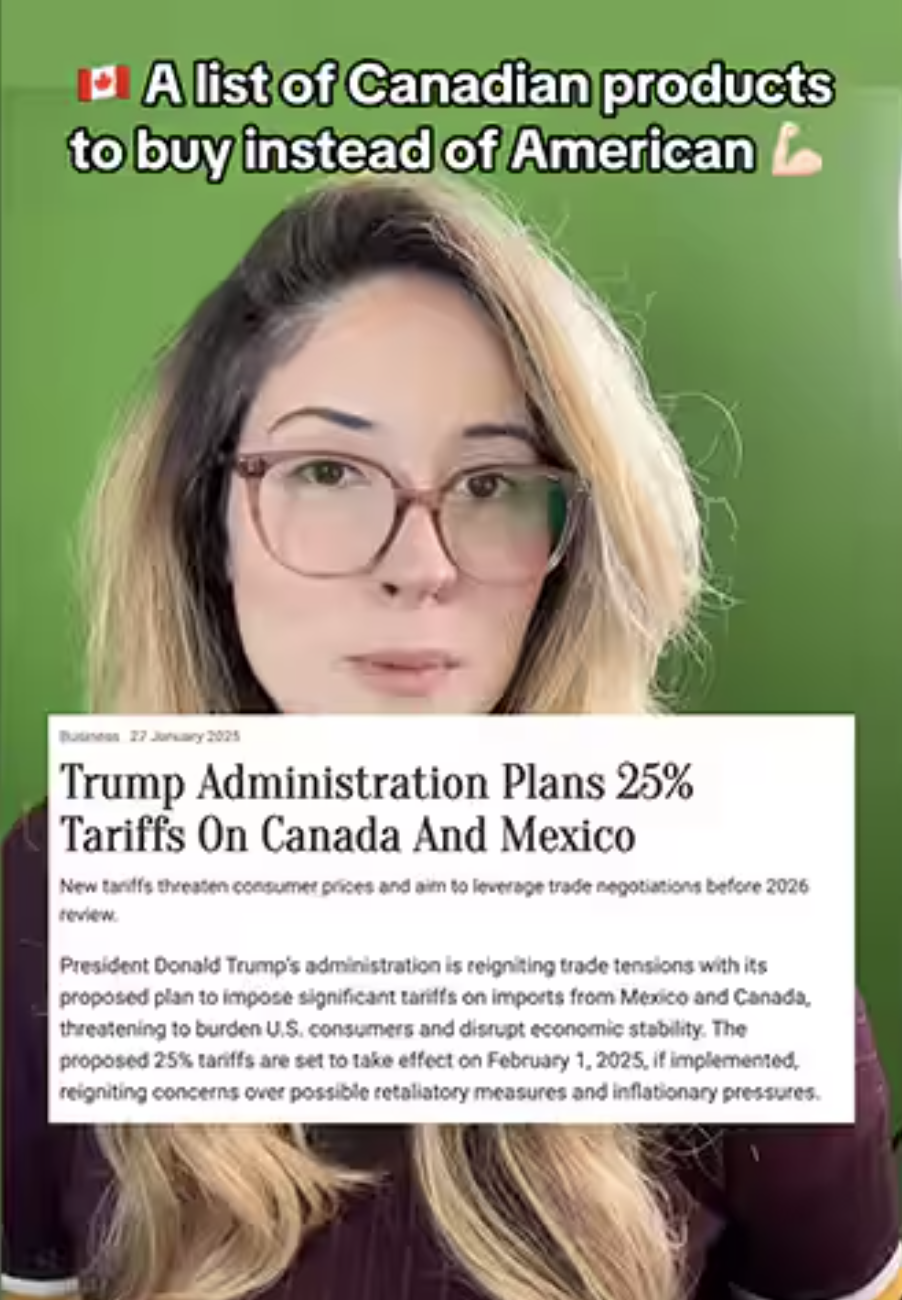 🇨🇦 A list of Canadian products
to buy instead of American 💪🏻
Business 27 January 2025
Trump Administration Plans 25%
Tariffs On Canada And Mexico
New tariffs threaten consumer prices and aim to leverage trade negotiations before 2026
review.
President Donald Trump's administration is reigniting trade tensions with its
proposed plan to impose significant tariffs on imports from Mexico and Canada,
threatening to burden U.S. consumers and disrupt economic stability. The
proposed 25% tariffs are set to take effect on February 1, 2025, if implemented,
reigniting concerns over possible retaliatory measures and inflationary pressures.